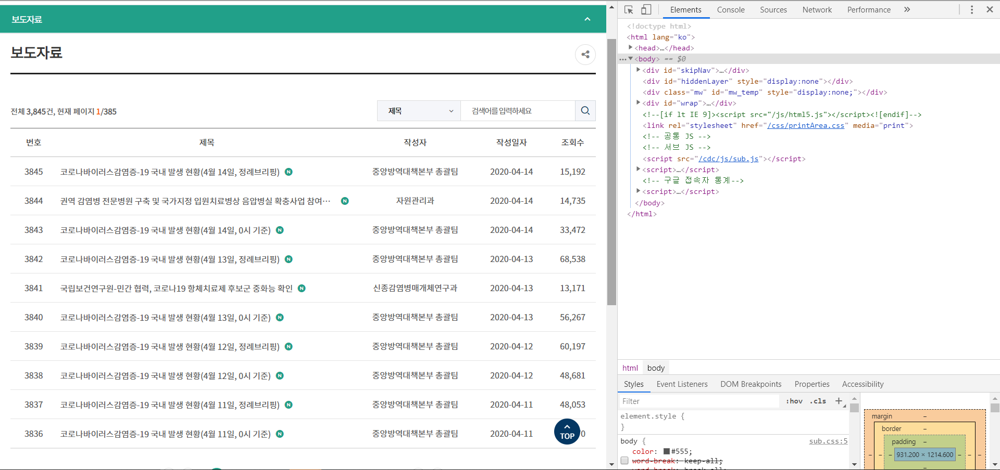 보도자료
보도자료
전체 3,845건, 현재 페이지 1/385
제목
검색어를 입력하세요
번호 제목 작성자 작성일자 조회수
3845 코로나바이러스감염증-19 국내 발생 현황(4월 14일, 정례브리핑) N 중앙방역대책본부 총괄팀 2020-04-14 15,192
3844 권역 감염병 전문병원 구축 및 국가지정 입원치료병상 음압병실 확충사업 참여… N 자원관리과 2020-04-14 14,735
3843 코로나바이러스감염증-19 국내 발생 현황(4월 14일, 0시 기준) N 중앙방역대책본부 총괄팀 2020-04-14 33,472
3842 코로나바이러스감염증-19 국내 발생 현황(4월 13일, 정례브리핑) N 중앙방역대책본부 총괄팀 2020-04-13 68,538
3841 국립보건연구원-민간 협력, 코로나19 항체치료제 후보군 중화능 확인 N 신종감염병매개체연구과 2020-04-13 13,171
3840 코로나바이러스감염증-19 국내 발생 현황(4월 13일, 0시 기준) N 중앙방역대책본부 총괄팀 2020-04-13 56,267
3839 코로나바이러스감염증-19 국내 발생 현황(4월 12일, 정례브리핑) N 중앙방역대책본부 총괄팀 2020-04-12 60,197
3838 코로나바이러스감염증-19 국내 발생 현황(4월 12일, 0시 기준) N 중앙방역대책본부 총괄팀 2020-04-12 48,681
3837 코로나바이러스감염증-19 국내 발생 현황(4월 11일, 정례브리핑) N 중앙방역대책본부 총괄팀 2020-04-11 48,053
3836 코로나바이러스감염증-19 국내 발생 현황(4월 11일, 0시 기준) N 중앙방역대책본부 총괄팀 2020-04-11
TOP
Elements Console Sources Network Performance »
<!doctype html>
<html lang="ko">
<head>…</head>
<body> == $0
<div id="skipNav">…</div>
<div id="hiddenLayer" style="display:none"></div>
<div class="mw" id="mw_temp" style="display:none;"></div>
<div id="wrap">…</div>
<!--[if lt IE 9]><script src="/js/html5.js"></script><![endif]-->
<link rel="stylesheet" href="/css/printArea.css" media="print">
<!-- 공통 JS -->
<!-- 서브 JS -->
<script src="/cdc/js/sub.js"></script>
<script>…</script>
<!-- 구글 접속자 통계-->
<script>…</script>
</body>
</html>
html body
Styles Event Listeners DOM Breakpoints Properties Accessibility
Filter :hov .cls +
element.style {
}
body { sub.css:5
color: #555;
word-break: keep-all;
word-break: break-all;
margin –
border –
padding –
– – – 931.200 × 1214.600 – – –
–